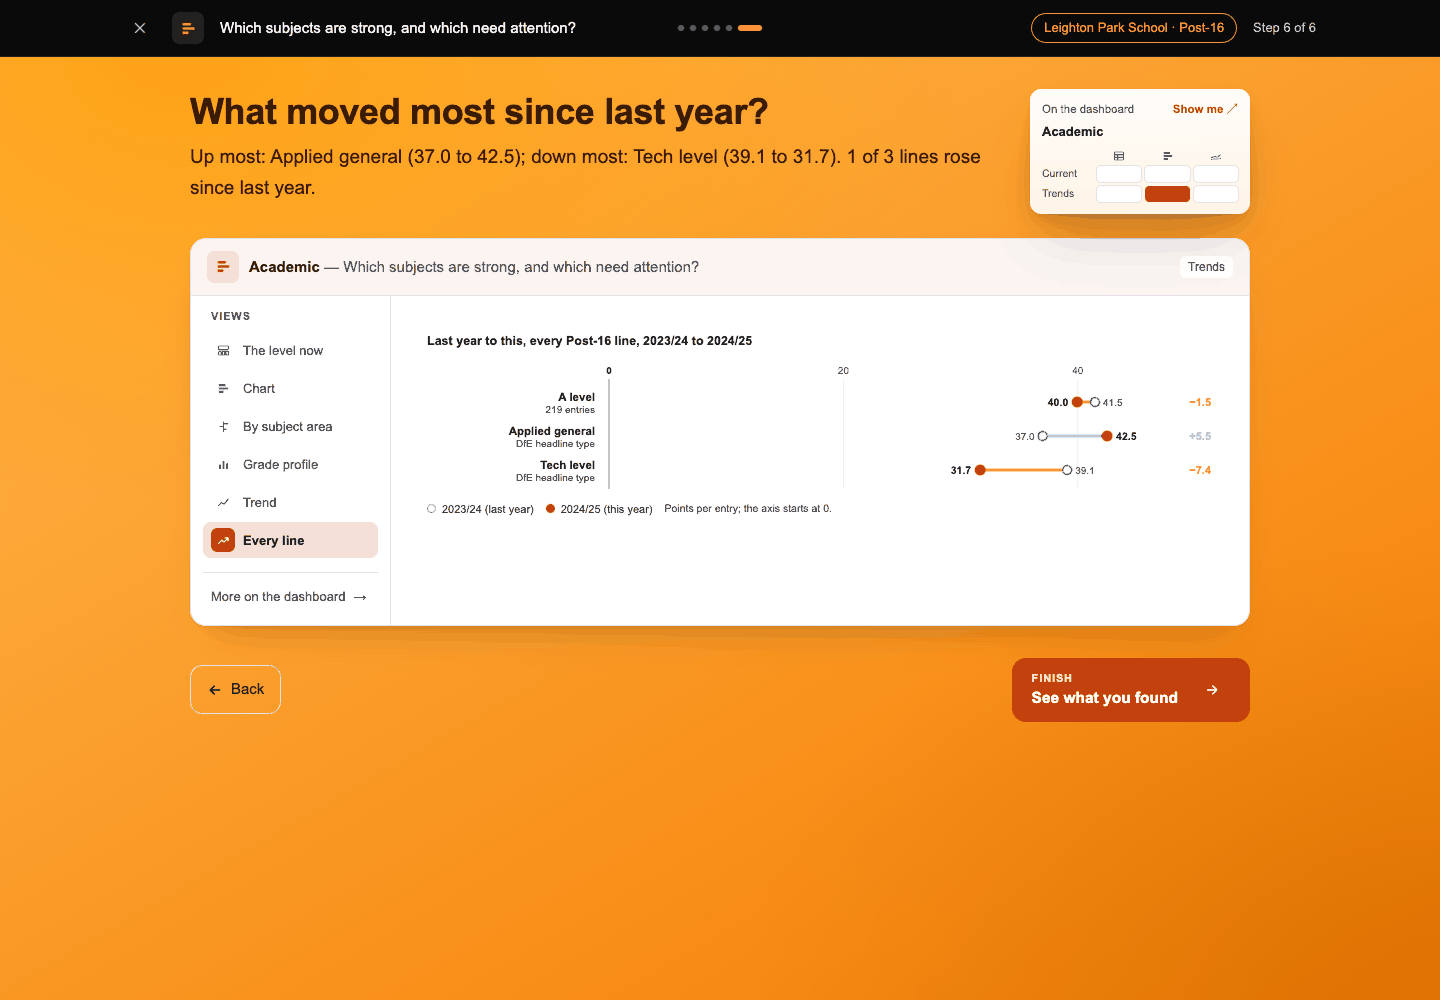 Which subjects are strong, and which need attention?
Leighton Park School · Post-16
Step 6 of 6
What moved most since last year?
Up most: Applied general (37.0 to 42.5); down most: Tech level (39.1 to 31.7). 1 of 3 lines rose
since last year.
On the dashboard
Show me
Academic
Current
Trends
Academic — Which subjects are strong, and which need attention?
Trends
VIEWS
The level now
Chart
By subject area
Grade profile
Trend
Every line
More on the dashboard →
Last year to this, every Post-16 line, 2023/24 to 2024/25
0 20 40
A level
219 entries
40.0 41.5 −1.5
Applied general
DfE headline type
37.0 42.5 +5.5
Tech level
DfE headline type
31.7 39.1 −7.4
2023/24 (last year) 2024/25 (this year) Points per entry; the axis starts at 0.
← Back
FINISH
See what you found →